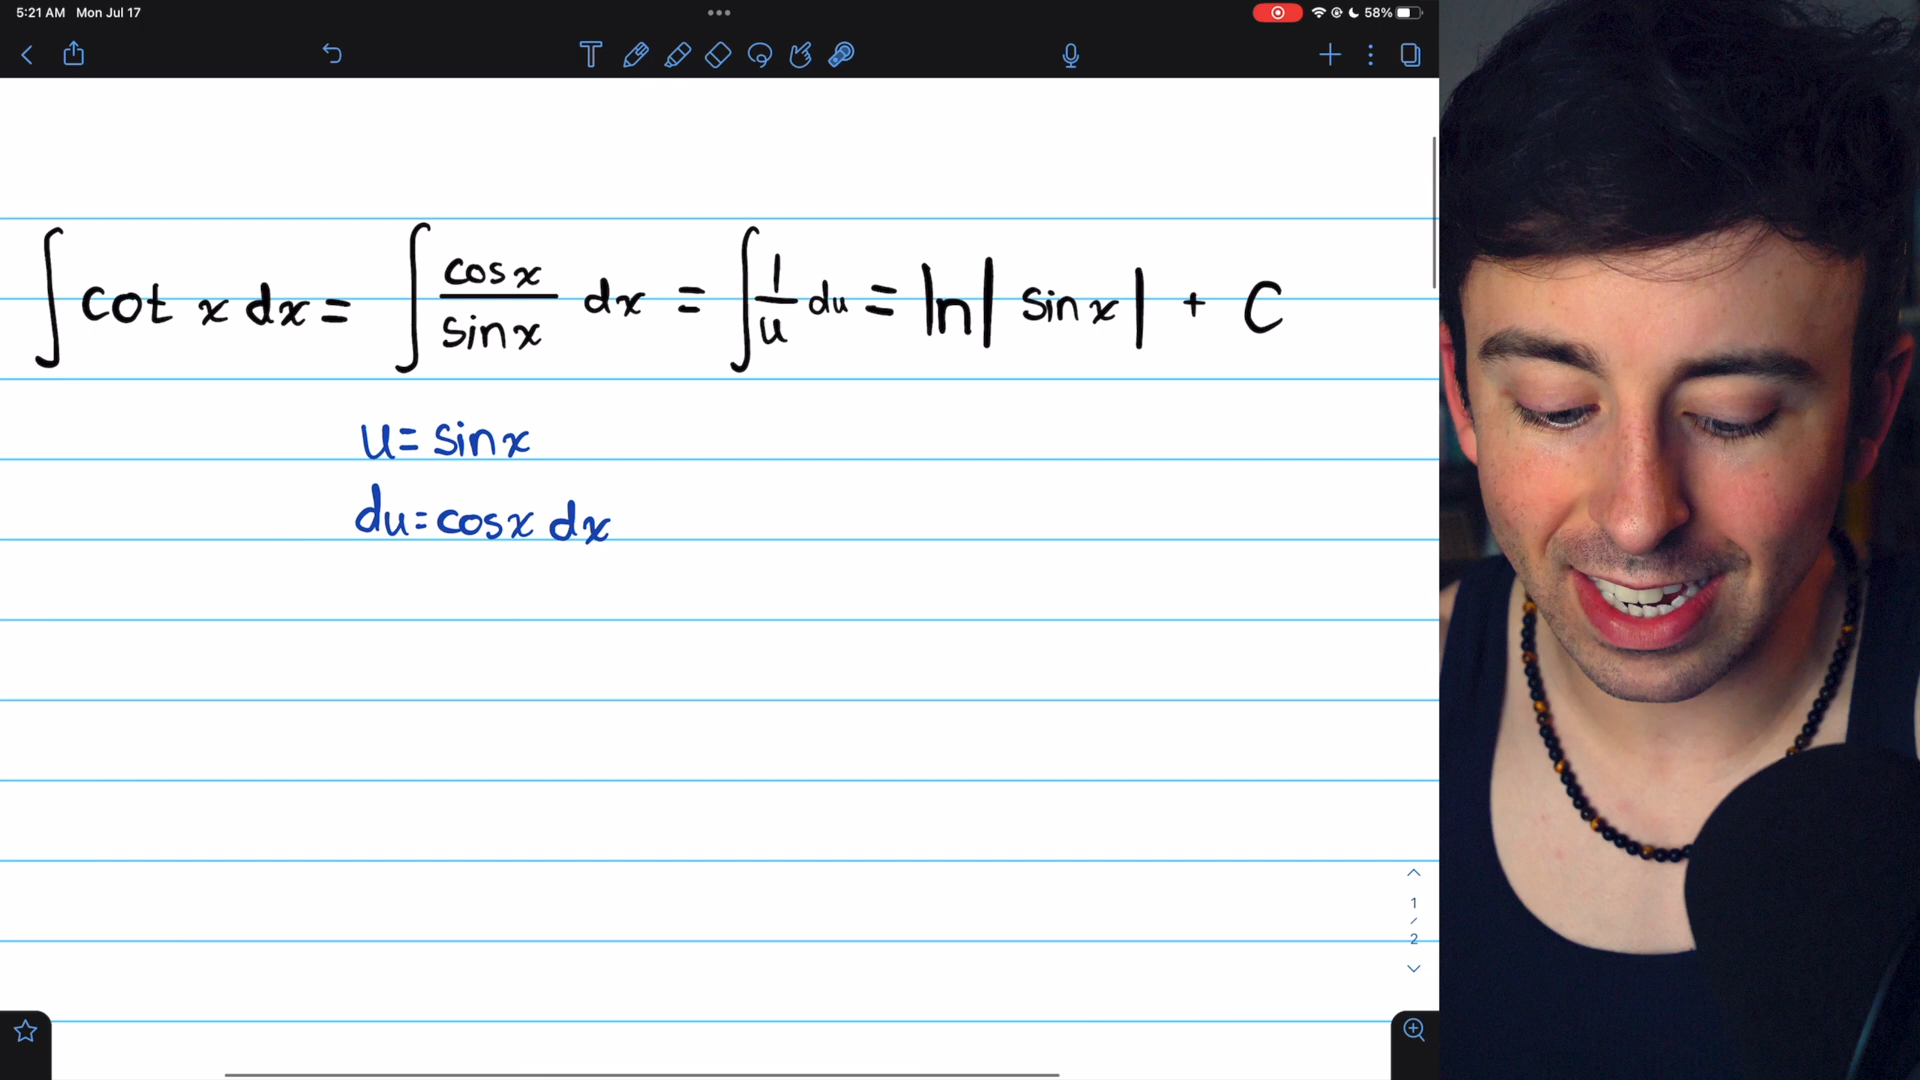 5:21 AM Mon Jul 17
58%
∫ cot x dx = ∫ cos x / sin x dx = ∫ 1/u du = ln| sin x | + C
u = sin x
du = cos x dx
1
/
2